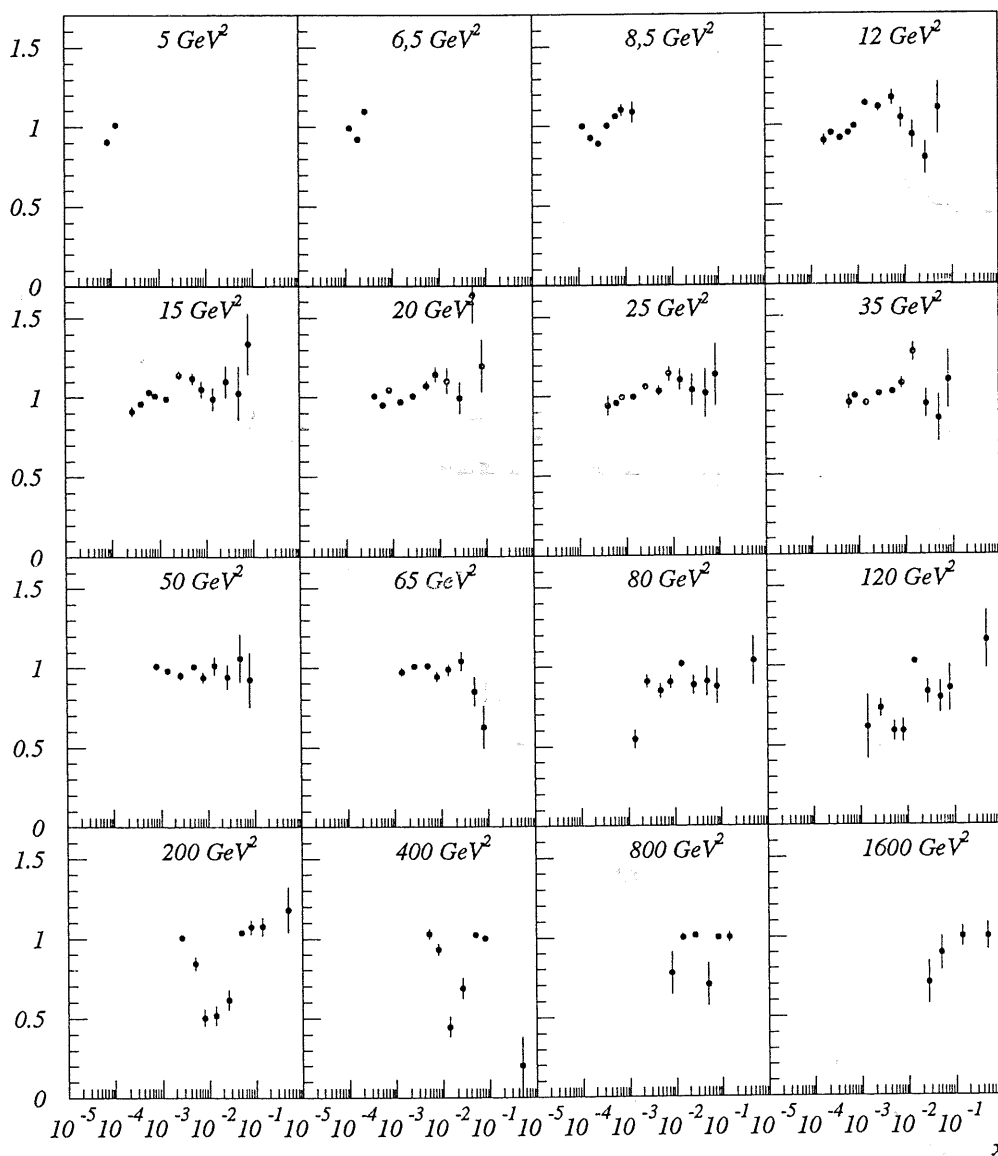 5 GeV²
6,5 GeV²
8,5 GeV²
12 GeV²
1.5
1
0.5
0
15 GeV²
20 GeV²
25 GeV²
35 GeV²
1.5
1
0.5
0
50 GeV²
65 GeV²
80 GeV²
120 GeV²
1.5
1
0.5
0
200 GeV²
400 GeV²
800 GeV²
1600 GeV²
1.5
1
0.5
0
10⁻⁵ 10⁻⁴ 10⁻³ 10⁻² 10⁻¹ 10⁻⁵ 10⁻⁴ 10⁻³ 10⁻² 10⁻¹ 10⁻⁵ 10⁻⁴ 10⁻³ 10⁻² 10⁻¹ 10⁻⁵ 10⁻⁴ 10⁻³ 10⁻² 10⁻¹
x